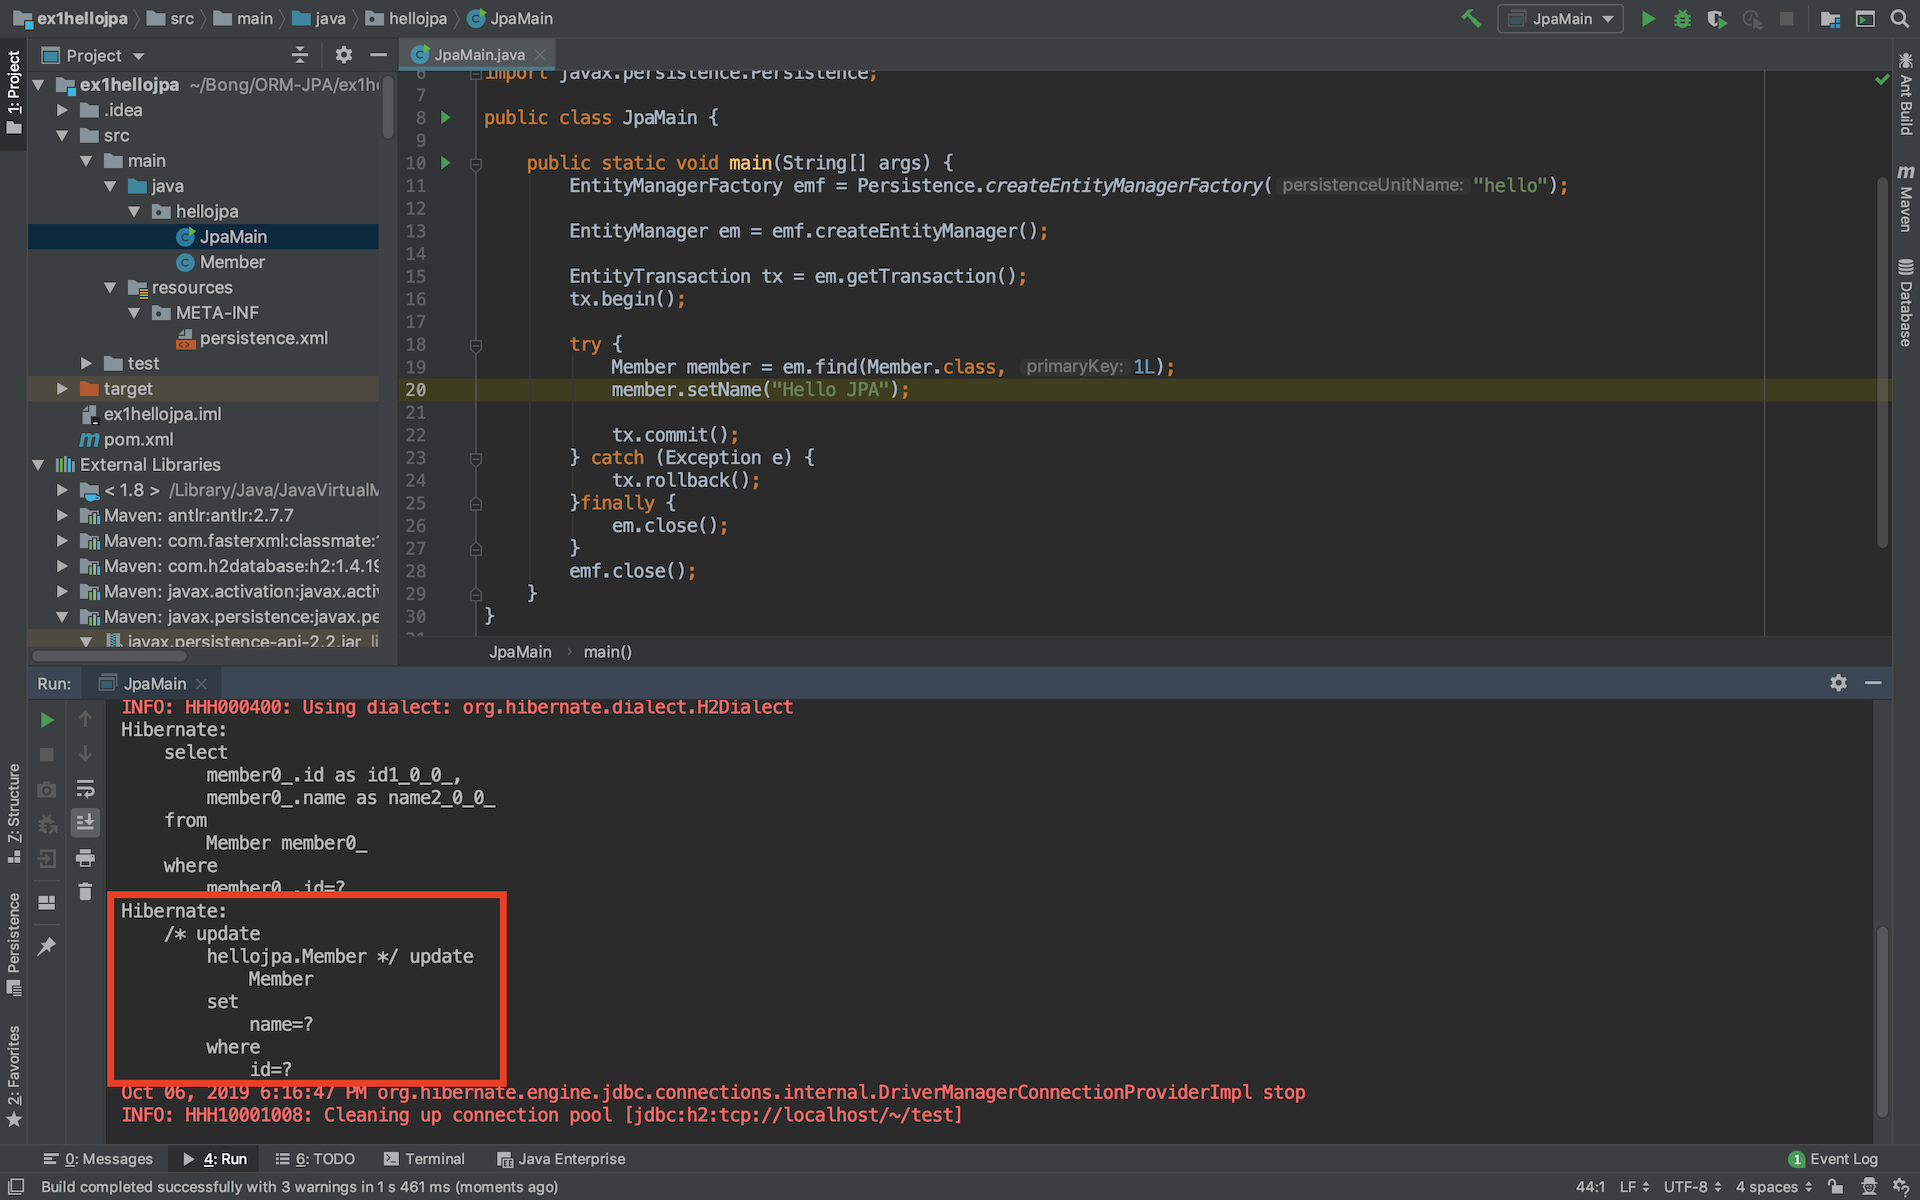 ex1hellojpa
src
main
java
hellojpa
JpaMain
JpaMain
1: Project
Project
JpaMain.java
ex1hellojpa ~/Bong/ORM-JPA/ex1h
.idea
src
main
java
hellojpa
JpaMain
Member
resources
META-INF
persistence.xml
test
target
ex1hellojpa.iml
pom.xml
External Libraries
< 1.8 > /Library/Java/JavaVirtualM
Maven: antlr:antlr:2.7.7
Maven: com.fasterxml:classmate:
Maven: com.h2database:h2:1.4.19
Maven: javax.activation:javax.activ
Maven: javax.persistence:javax.pe
javax.persistence-api-2.2.jar li
6 import javax.persistence.Persistence;
7
8 public class JpaMain {
9
10 public static void main(String[] args) {
11 EntityManagerFactory emf = Persistence.createEntityManagerFactory( persistenceUnitName: "hello");
12
13 EntityManager em = emf.createEntityManager();
14
15 EntityTransaction tx = em.getTransaction();
16 tx.begin();
17
18 try {
19 Member member = em.find(Member.class, primaryKey: 1L);
20 member.setName("Hello JPA");
21
22 tx.commit();
23 } catch (Exception e) {
24 tx.rollback();
25 }finally {
26 em.close();
27 }
28 emf.close();
29 }
30 }
JpaMain › main()
Ant Build
Maven
Database
Run: JpaMain
INFO: HHH000400: Using dialect: org.hibernate.dialect.H2Dialect
Hibernate:
select
member0_.id as id1_0_0_,
member0_.name as name2_0_0_
from
Member member0_
where
member0_.id=?
Hibernate:
/* update
hellojpa.Member */ update
Member
set
name=?
where
id=?
Oct 06, 2019 6:16:47 PM org.hibernate.engine.jdbc.connections.internal.DriverManagerConnectionProviderImpl stop
INFO: HHH10001008: Cleaning up connection pool [jdbc:h2:tcp://localhost/~/test]
Z: Structure
Persistence
2: Favorites
0: Messages
4: Run
6: TODO
Terminal
Java Enterprise
1 Event Log
Build completed successfully with 3 warnings in 1 s 461 ms (moments ago)
44:1 LF UTF-8 4 spaces